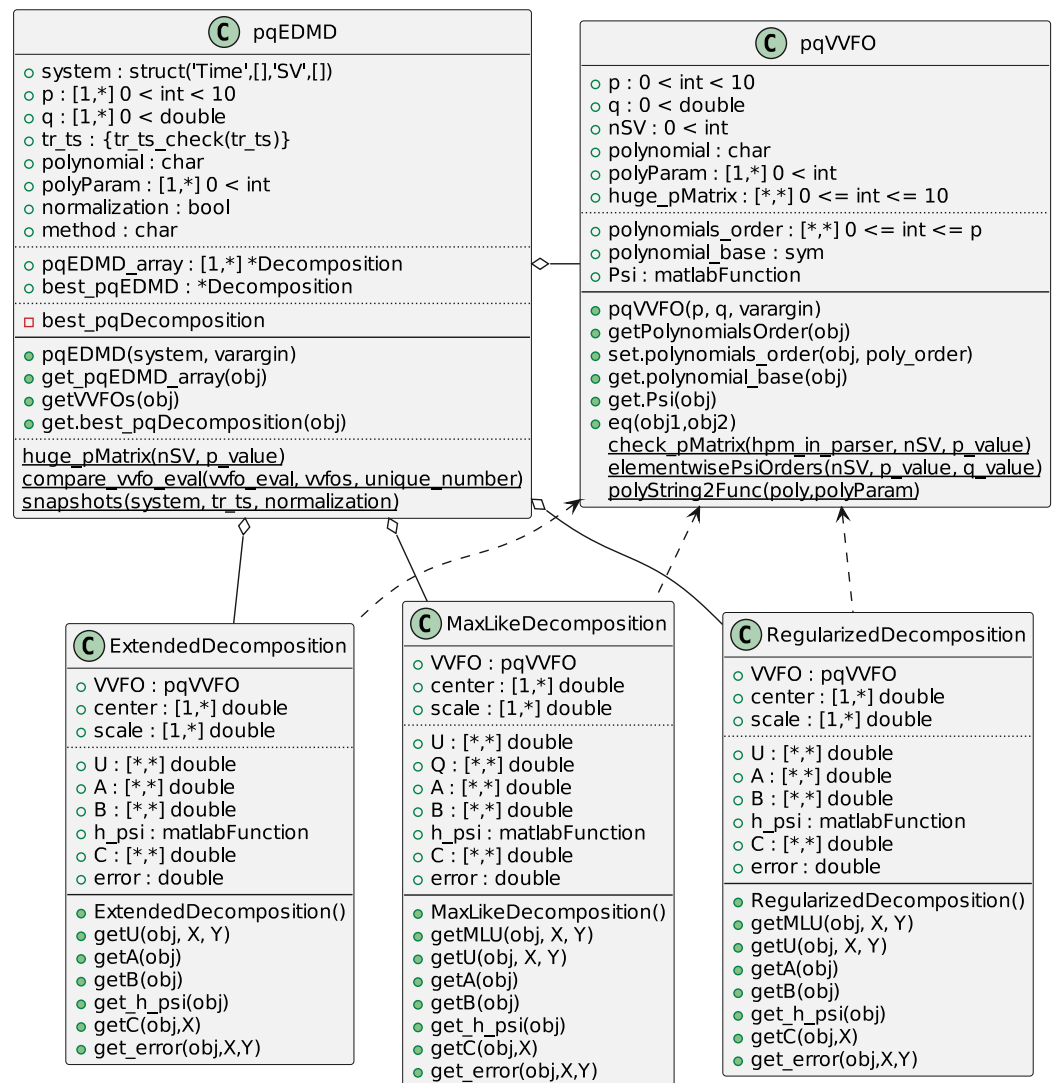 C pqEDMD
system : struct('Time',[],'SV',[])
p : [1,*] 0 < int < 10
q : [1,*] 0 < double
tr_ts : {tr_ts_check(tr_ts)}
polynomial : char
polyParam : [1,*] 0 < int
normalization : bool
method : char
pqEDMD_array : [1,*] *Decomposition
best_pqEDMD : *Decomposition
best_pqDecomposition
pqEDMD(system, varargin)
get_pqEDMD_array(obj)
getVVFOs(obj)
get.best_pqDecomposition(obj)
huge_pMatrix(nSV, p_value)
compare_vvfo_eval(vvfo_eval, vvfos, unique_number)
snapshots(system, tr_ts, normalization)
C pqVVFO
p : 0 < int < 10
q : 0 < double
nSV : 0 < int
polynomial : char
polyParam : [1,*] 0 < int
huge_pMatrix : [*,*] 0 <= int <= 10
polynomials_order : [*,*] 0 <= int <= p
polynomial_base : sym
Psi : matlabFunction
pqVVFO(p, q, varargin)
getPolynomialsOrder(obj)
set.polynomials_order(obj, poly_order)
get.polynomial_base(obj)
get.Psi(obj)
eq(obj1,obj2)
check_pMatrix(hpm_in_parser, nSV, p_value)
elementwisePsiOrders(nSV, p_value, q_value)
polyString2Func(poly,polyParam)
C ExtendedDecomposition
VVFO : pqVVFO
center : [1,*] double
scale : [1,*] double
U : [*,*] double
A : [*,*] double
B : [*,*] double
h_psi : matlabFunction
C : [*,*] double
error : double
ExtendedDecomposition()
getU(obj, X, Y)
getA(obj)
getB(obj)
get_h_psi(obj)
getC(obj,X)
get_error(obj,X,Y)
C MaxLikeDecomposition
VVFO : pqVVFO
center : [1,*] double
scale : [1,*] double
U : [*,*] double
Q : [*,*] double
A : [*,*] double
B : [*,*] double
h_psi : matlabFunction
C : [*,*] double
error : double
MaxLikeDecomposition()
getMLU(obj, X, Y)
getU(obj, X, Y)
getA(obj)
getB(obj)
get_h_psi(obj)
getC(obj,X)
get_error(obj,X,Y)
C RegularizedDecomposition
VVFO : pqVVFO
center : [1,*] double
scale : [1,*] double
U : [*,*] double
A : [*,*] double
B : [*,*] double
h_psi : matlabFunction
C : [*,*] double
error : double
RegularizedDecomposition()
getMLU(obj, X, Y)
getU(obj, X, Y)
getA(obj)
getB(obj)
get_h_psi(obj)
getC(obj,X)
get_error(obj,X,Y)